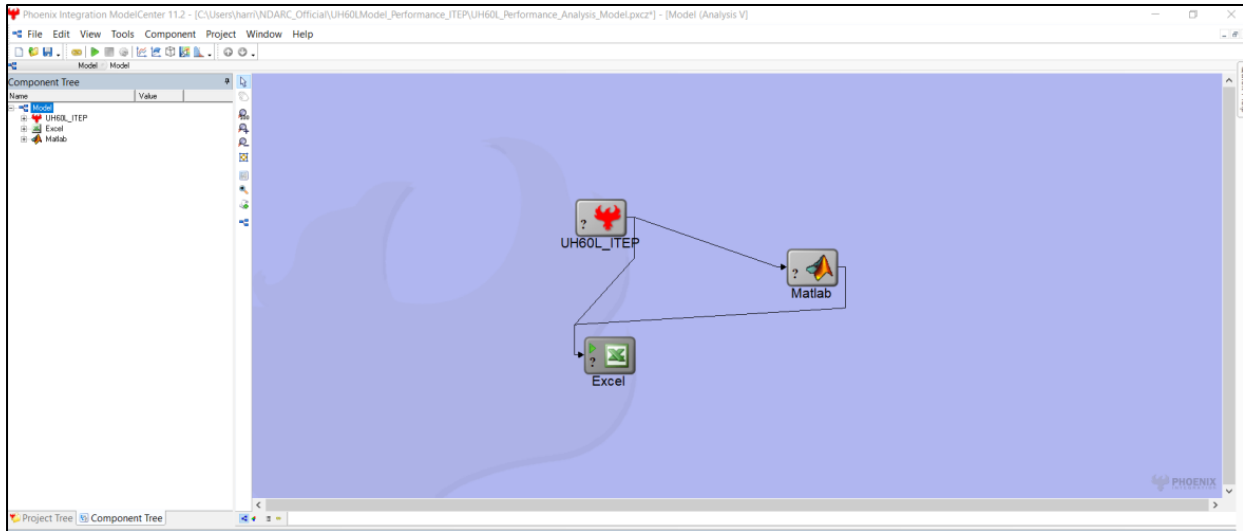 Phoenix Integration ModelCenter 11.2 - [C:\Users\harri\NDARC_Official\UH60LModel_Performance_ITEP\UH60L_Performance_Analysis_Model.pxcz*] - [Model (Analysis V)]
File Edit View Tools Component Project Window Help
Model Model
Component Tree
Name Value
Model
UH60L_ITEP
Excel
Matlab
UH60L_ITEP
Matlab
Excel
PHOENIX
Project Tree Component Tree